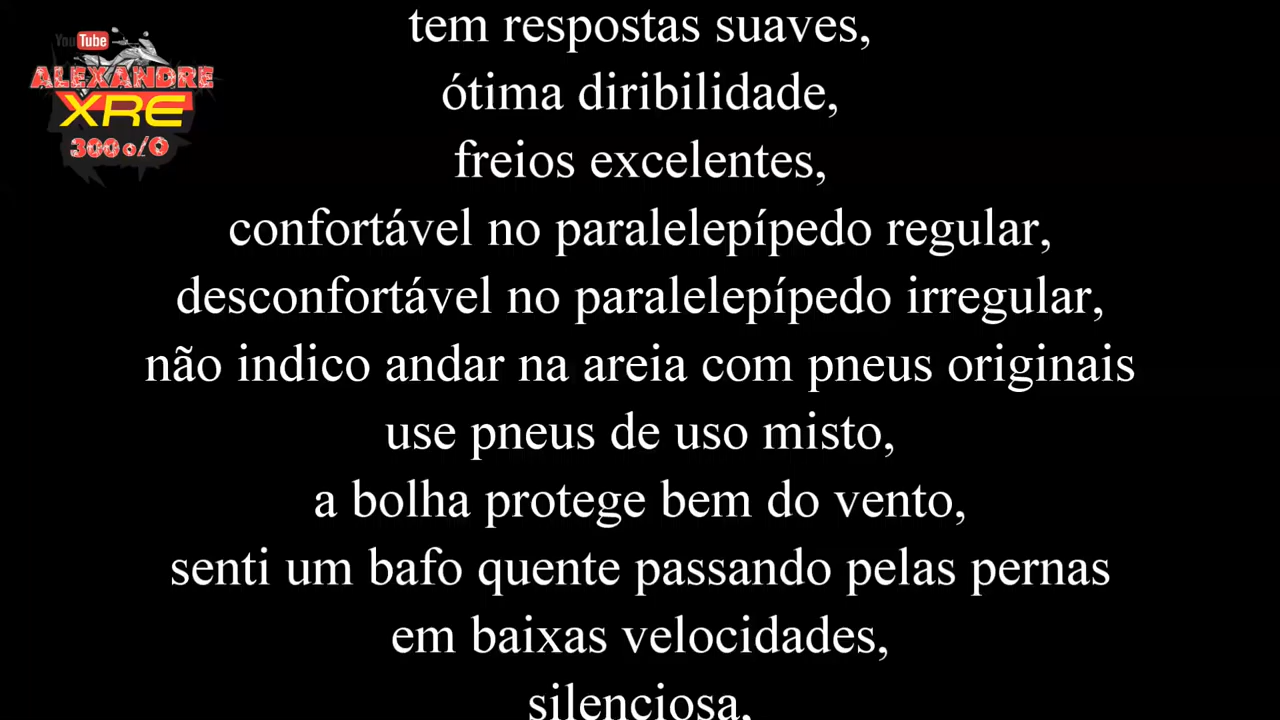 YouTube
ALEXANDRE
XRE
300 o/o
tem respostas suaves,
ótima diribilidade,
freios excelentes,
confortável no paralelepípedo regular,
desconfortável no paralelepípedo irregular,
não indico andar na areia com pneus originais
use pneus de uso misto,
a bolha protege bem do vento,
senti um bafo quente passando pelas pernas
em baixas velocidades,
silenciosa,